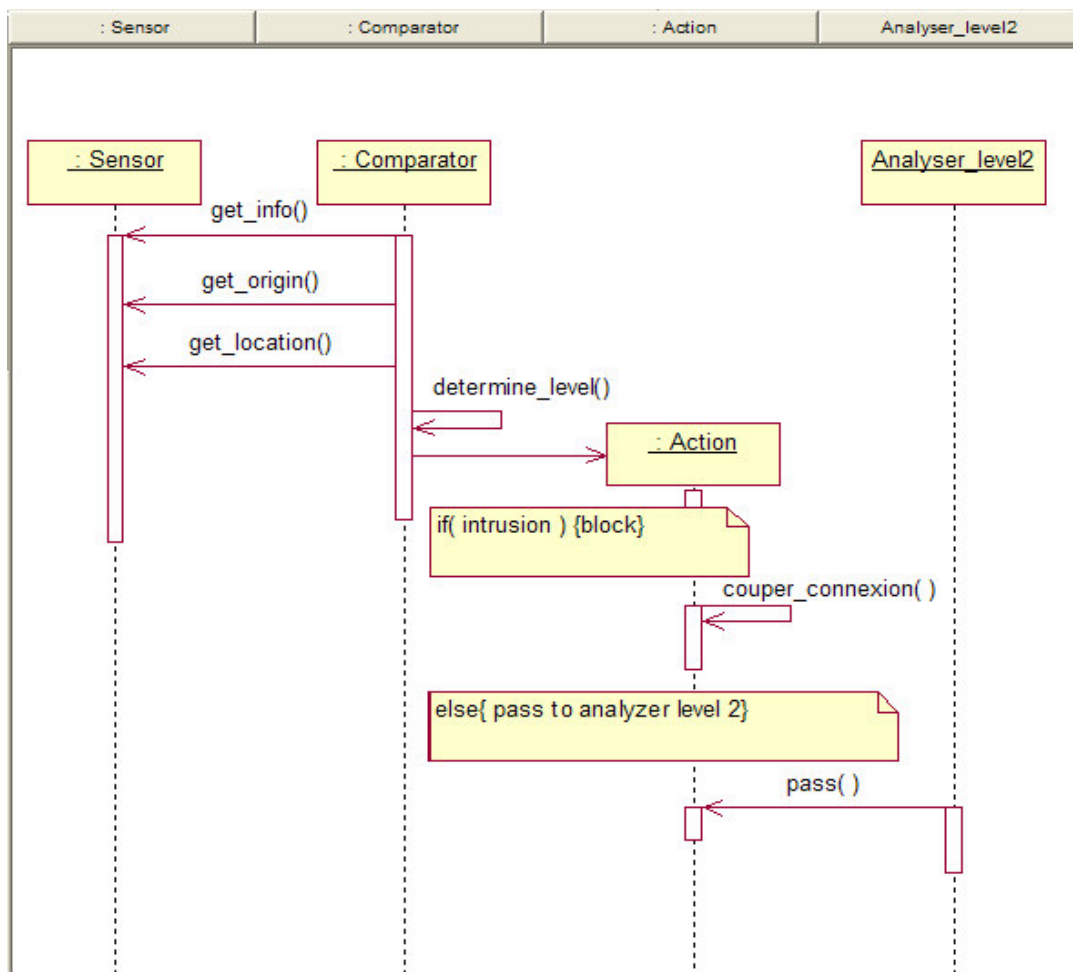 : Sensor
: Comparator
: Action
Analyser_level2
: Sensor
: Comparator
Analyser_level2
get_info()
get_origin()
get_location()
determine_level()
: Action
if( intrusion ) {block}
couper_connexion( )
else{ pass to analyzer level 2}
pass( )